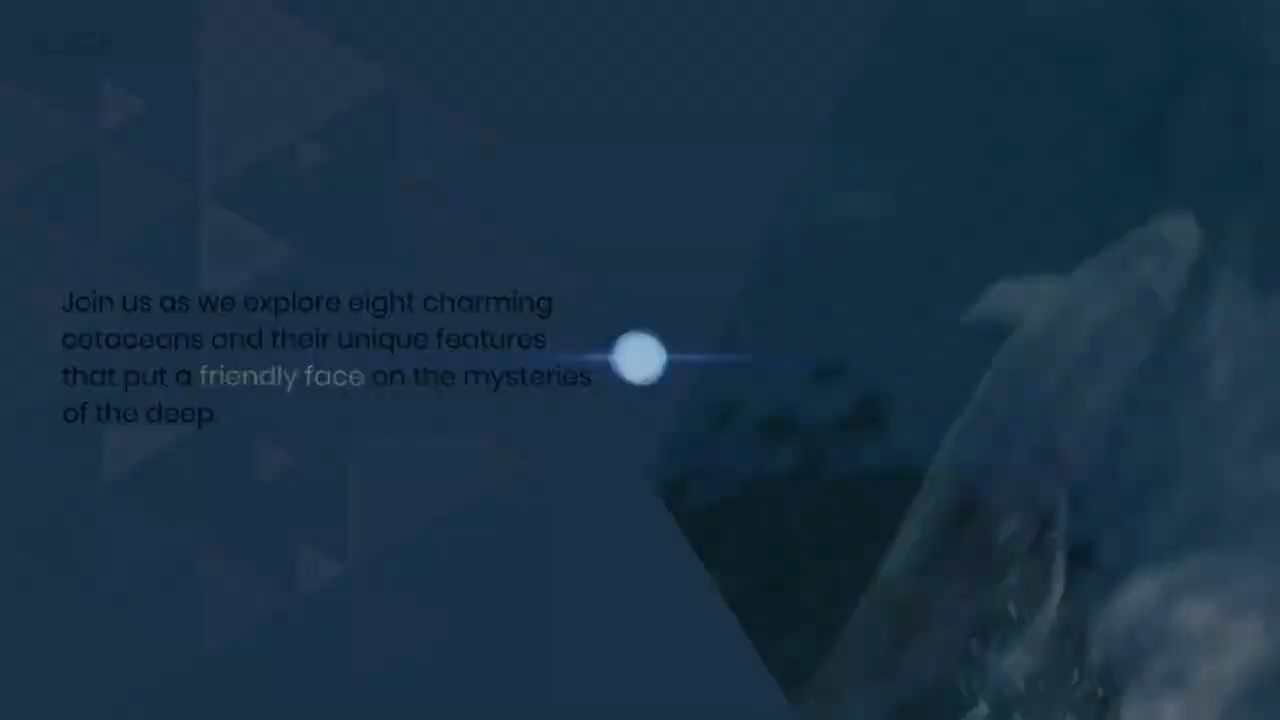 Join us as we explore eight charming
cetaceans and their unique features
that put a friendly face on the mysteries
of the deep.